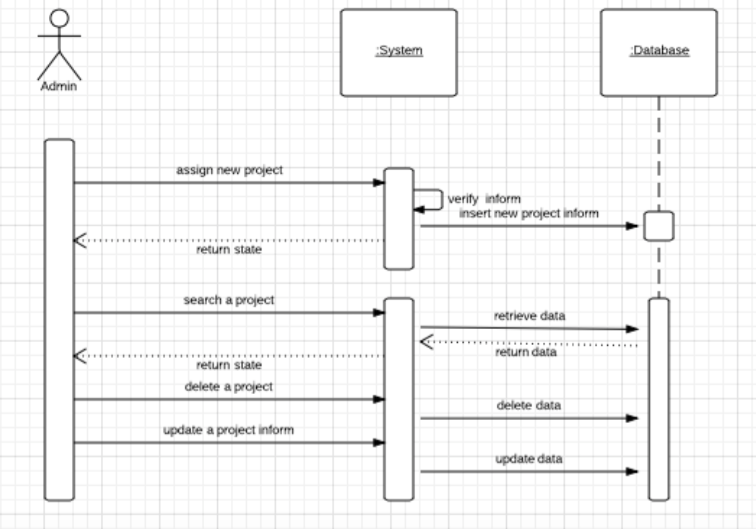 Admin
:System
:Database
assign new project
verify inform
insert new project inform
return state
search a project
retrieve data
return data
return state
delete a project
delete data
update a project inform
update data